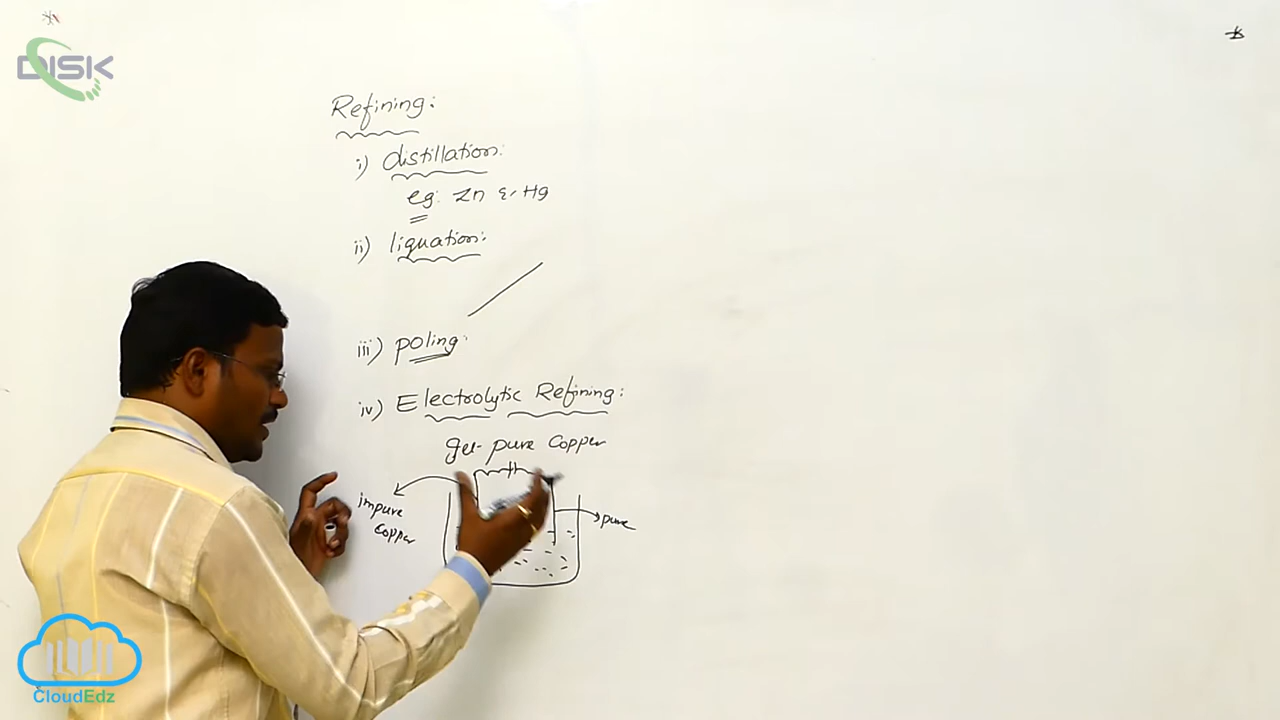 DISK
Refining:
i) distillation:
eg: Zn & Hg
ii) liquation:
iii) poling:
iv) Electrolytic Refining:
get pure Copper
impure
Copper
pure
CloudEdz